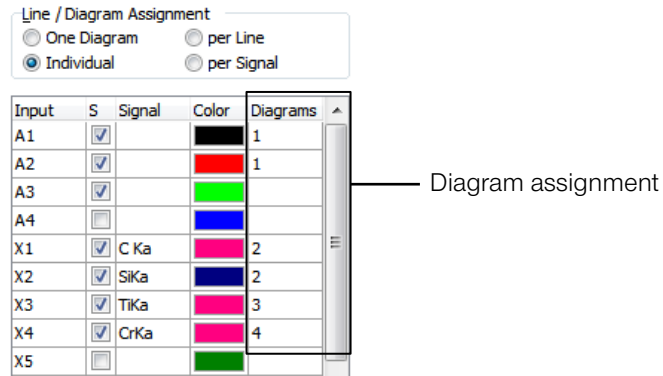 Line / Diagram Assignment
One Diagram per Line
Individual per Signal
Input S Signal Color Diagrams
A1 1
A2 1
A3
A4
X1 C Ka 2
X2 SiKa 2
X3 TiKa 3
X4 CrKa 4
X5
Diagram assignment